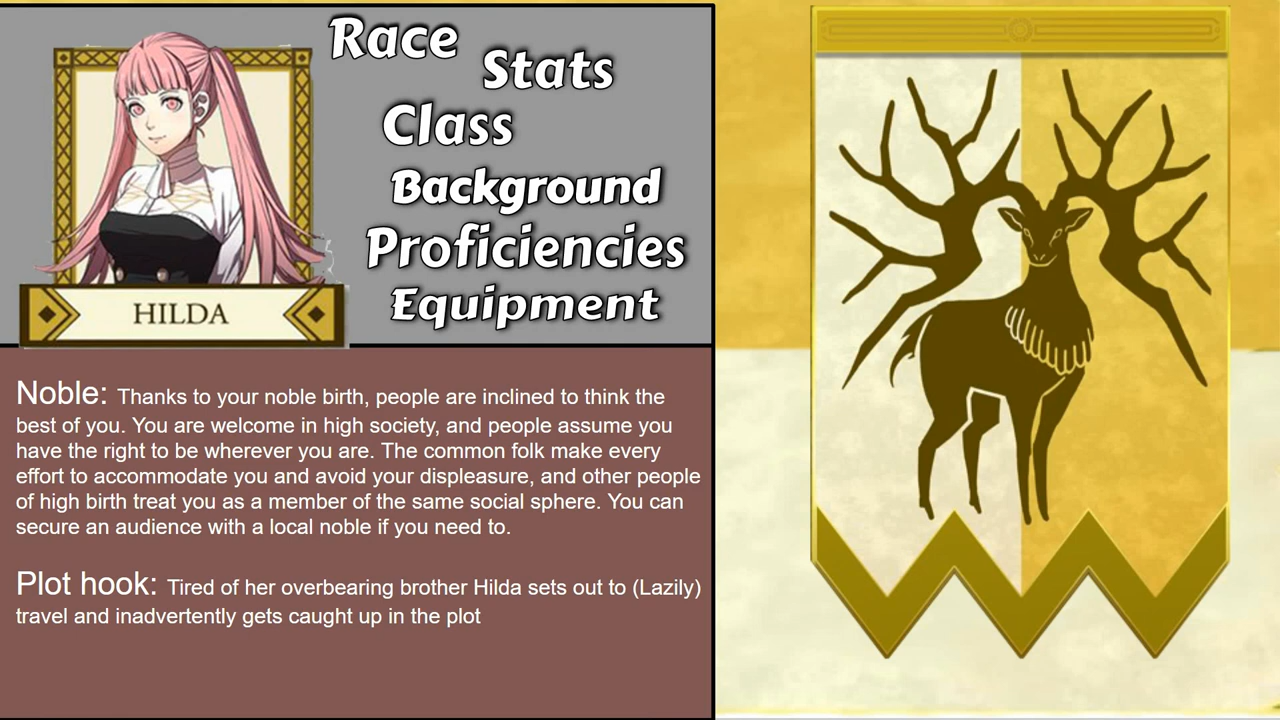 Race
Stats
Class
Background
Proficiencies
Equipment
HILDA
Noble: Thanks to your noble birth, people are inclined to think the
best of you. You are welcome in high society, and people assume you
have the right to be wherever you are. The common folk make every
effort to accommodate you and avoid your displeasure, and other people
of high birth treat you as a member of the same social sphere. You can
secure an audience with a local noble if you need to.
Plot hook: Tired of her overbearing brother Hilda sets out to (Lazily)
travel and inadvertently gets caught up in the plot